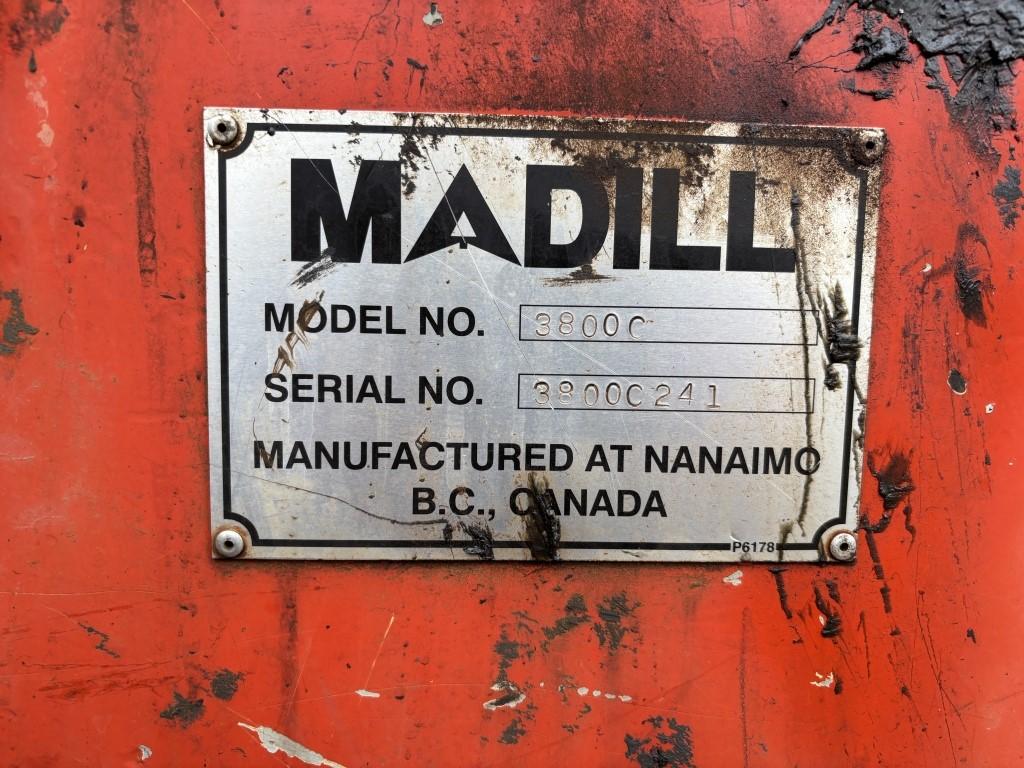 MADILL
MODEL NO. 3800C
SERIAL NO. 3800C241
MANUFACTURED AT NANAIMO
B.C., CANADA
P6178